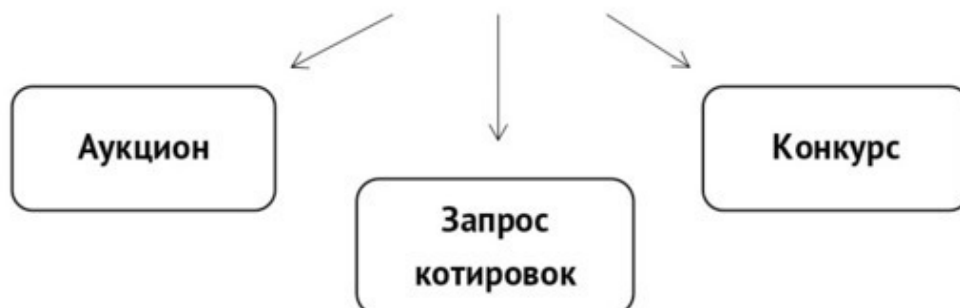 Аукцион
Конкурс
Запрос
котировок